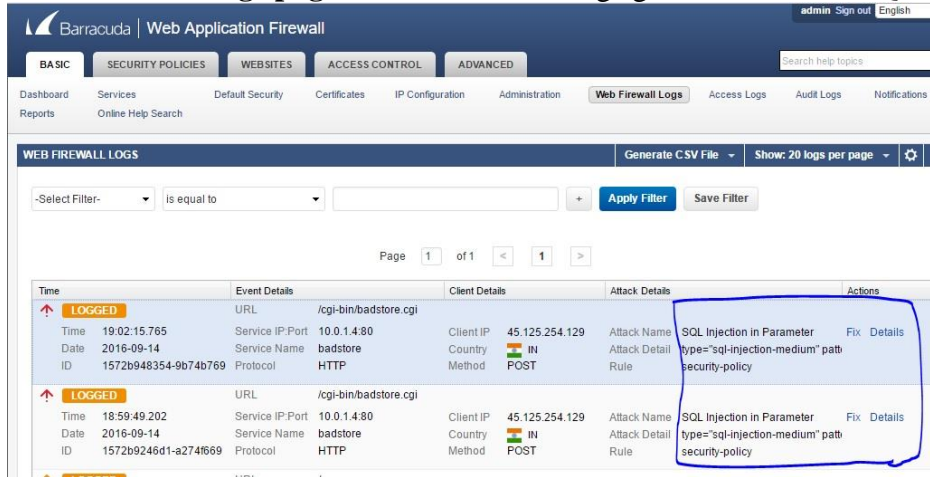 admin Sign out English
Barracuda | Web Application Firewall
BASIC SECURITY POLICIES WEBSITES ACCESS CONTROL ADVANCED Search help topics
Dashboard Services Default Security Certificates IP Configuration Administration Web Firewall Logs Access Logs Audit Logs Notifications
Reports Online Help Search
WEB FIREWALL LOGS Generate CSV File Show: 20 logs per page
-Select Filter- is equal to + Apply Filter Save Filter
Page 1 of 1 < 1 >
Time Event Details Client Details Attack Details Actions
LOGGED URL /cgi-bin/badstore.cgi
Time 19:02:15.765 Service IP:Port 10.0.1.4:80 Client IP 45.125.254.129 Attack Name SQL Injection in Parameter Fix Details
Date 2016-09-14 Service Name badstore Country IN Attack Detail type="sql-injection-medium" patt
ID 1572b948354-9b74b769 Protocol HTTP Method POST Rule security-policy
LOGGED URL /cgi-bin/badstore.cgi
Time 18:59:49.202 Service IP:Port 10.0.1.4:80 Client IP 45.125.254.129 Attack Name SQL Injection in Parameter Fix Details
Date 2016-09-14 Service Name badstore Country IN Attack Detail type="sql-injection-medium" patt
ID 1572b9246d1-a274f669 Protocol HTTP Method POST Rule security-policy